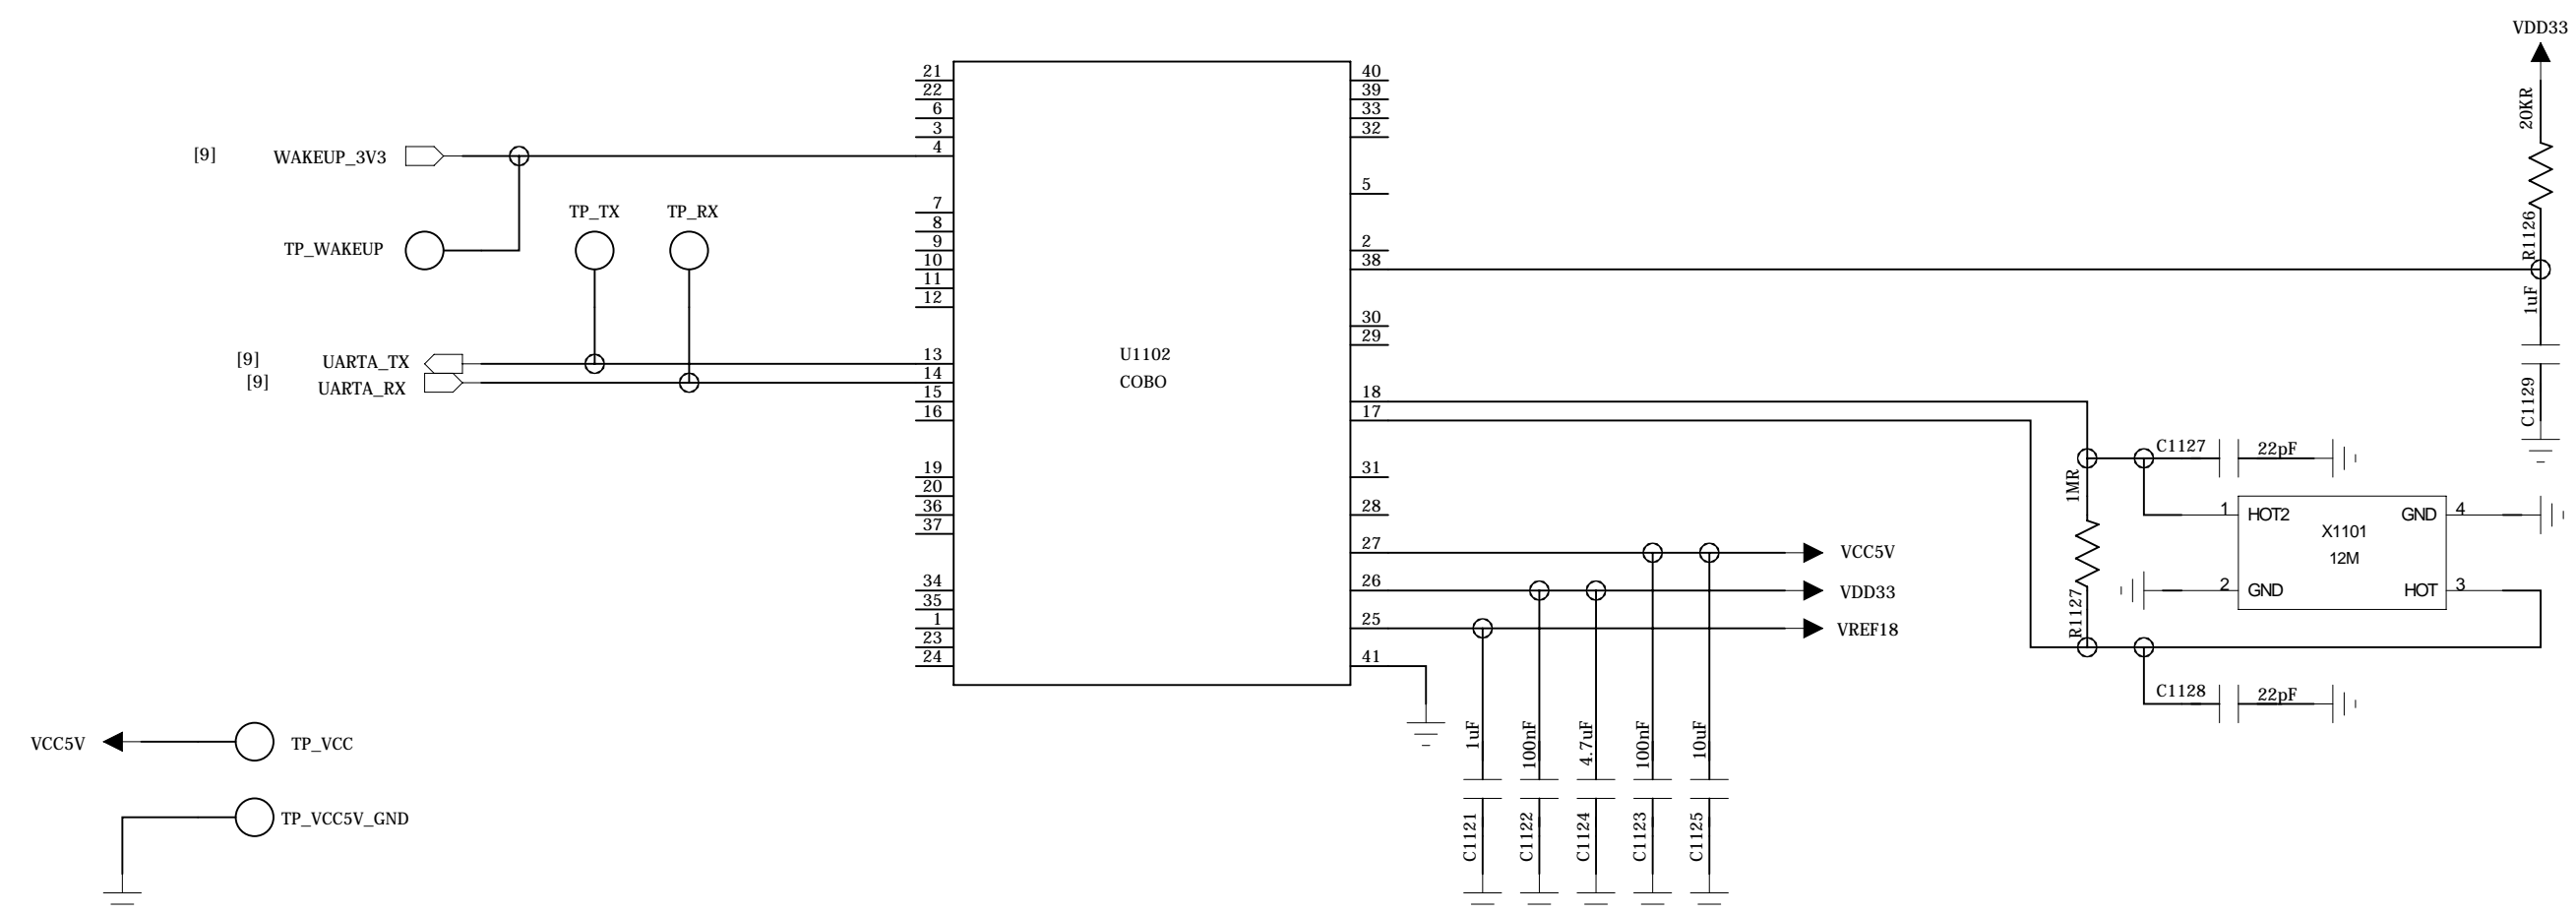 VDD33
20KR
R1126
1uF
C1129
21
22
6
3
4
7
8
9
10
11
12
13
14
15
16
19
20
36
37
34
35
1
23
24
40
39
33
32
5
2
38
30
29
18
17
31
28
27
26
25
41
U1102
COBO
[9] WAKEUP_3V3
TP_WAKEUP
TP_TX
TP_RX
[9] UARTA_TX
[9] UARTA_RX
VCC5V
VDD33
VREF18
1MR
R1127
C1127 22pF
1 HOT2
GND 4
X1101
12M
2 GND
HOT 3
C1128 22pF
VCC5V
TP_VCC
TP_VCC5V_GND
1uF
100nF
4.7uF
100nF
10uF
C1121
C1122
C1124
C1123
C1125